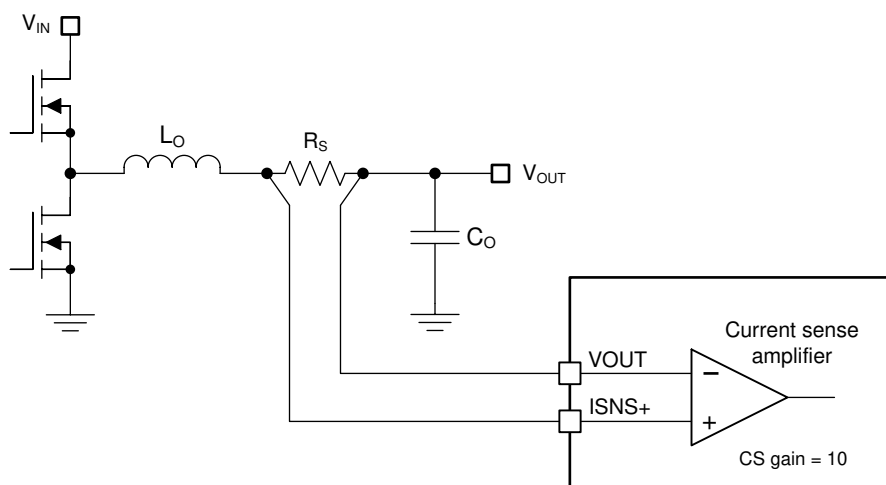 VIN
LO
RS
VOUT
CO
Current sense
amplifier
VOUT
−
ISNS+
+
CS gain = 10